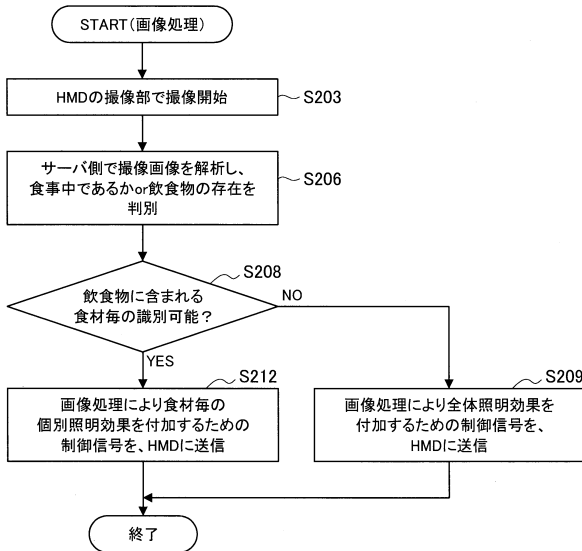 START(画像処理)
HMDの撮像部で撮像開始
S203
サーバ側で撮像画像を解析し、
食事中であるかor飲食物の存在を
判別
S206
S208
飲食物に含まれる
食材毎の識別可能?
NO
YES
S212
画像処理により食材毎の
個別照明効果を付加するための
制御信号を、HMDに送信
S209
画像処理により全体照明効果を
付加するための制御信号を、
HMDに送信
終了